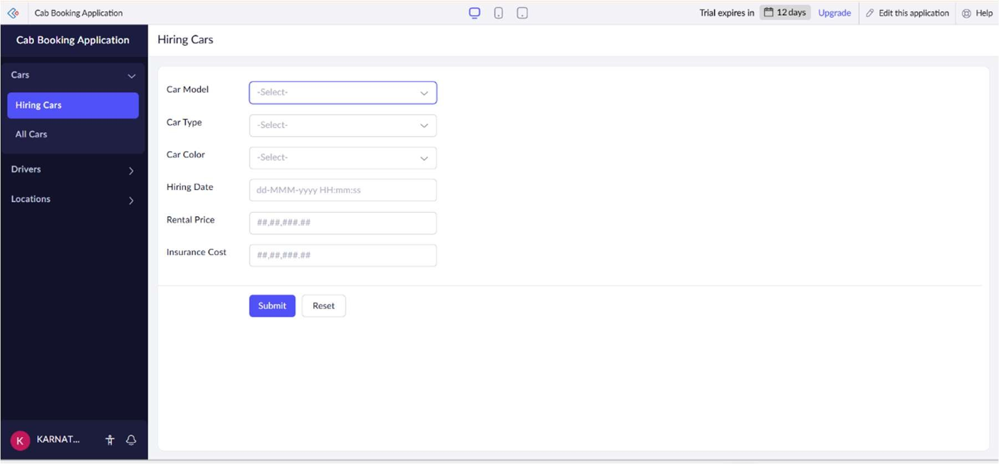 Cab Booking Application
Trial expires in 12 days Upgrade Edit this application Help
Cab Booking Application
Hiring Cars
Cars
Hiring Cars
All Cars
Drivers
Locations
Car Model -Select-
Car Type -Select-
Car Color -Select-
Hiring Date dd-MMM-yyyy HH:mm:ss
Rental Price ##,##,###.##
Insurance Cost ##,##,###.##
Submit Reset
K KARNAT...